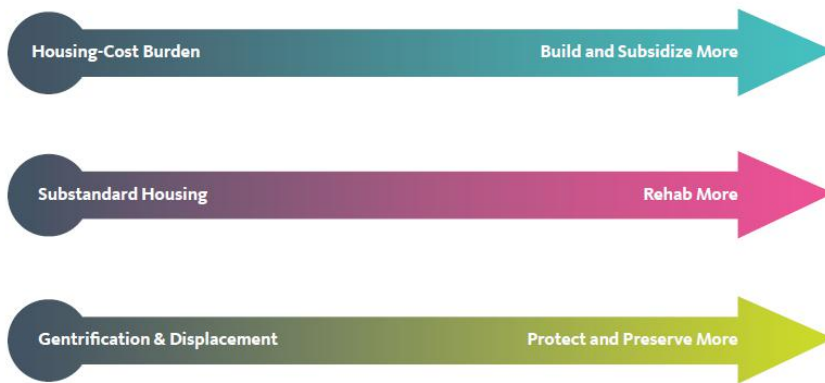 Housing-Cost Burden Build and Subsidize More
Substandard Housing Rehab More
Gentrification & Displacement Protect and Preserve More